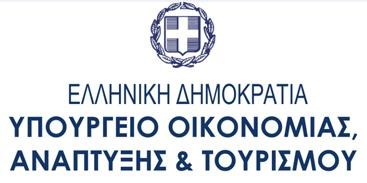 ΕΛΛΗΝΙΚΗ ΔΗΜΟΚΡΑΤΙΑ
ΥΠΟΥΡΓΕΙΟ ΟΙΚΟΝΟΜΙΑΣ,
ΑΝΑΠΤΥΞΗΣ & ΤΟΥΡΙΣΜΟΥ